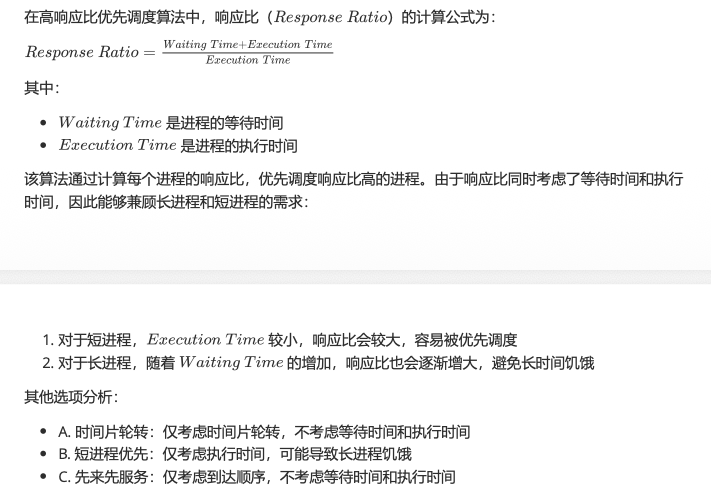 在高响应比优先调度算法中，响应比（Response Ratio）的计算公式为：
Response Ratio = \frac{Waiting Time+Execution Time}{Execution Time}
其中：
• Waiting Time 是进程的等待时间
• Execution Time 是进程的执行时间
该算法通过计算每个进程的响应比，优先调度响应比高的进程。由于响应比同时考虑了等待时间和执行
时间，因此能够兼顾长进程和短进程的需求：
1. 对于短进程，Execution Time 较小，响应比会较大，容易被优先调度
2. 对于长进程，随着 Waiting Time 的增加，响应比也会逐渐增大，避免长时间饥饿
其他选项分析：
• A. 时间片轮转：仅考虑时间片轮转，不考虑等待时间和执行时间
• B. 短进程优先：仅考虑执行时间，可能导致长进程饥饿
• C. 先来先服务：仅考虑到达顺序，不考虑等待时间和执行时间